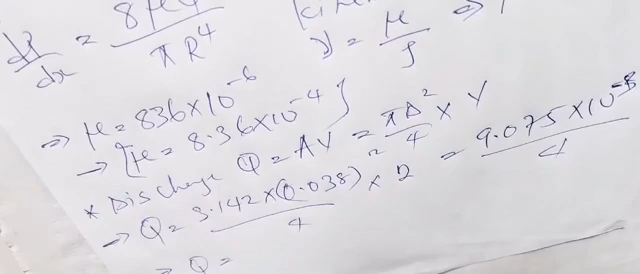 dp/dx = 8μQ/πR⁴
ν = μ/ρ ⇒
⇒ μ = 836×10⁻⁶
→ [μ = 8.36×10⁻⁴]
* Discharge Q = AV = πD²/4 × V
→ Q = 3.142×(0.038)²/4 × 2 = 9.075×10⁻³/4
⇒ Q =